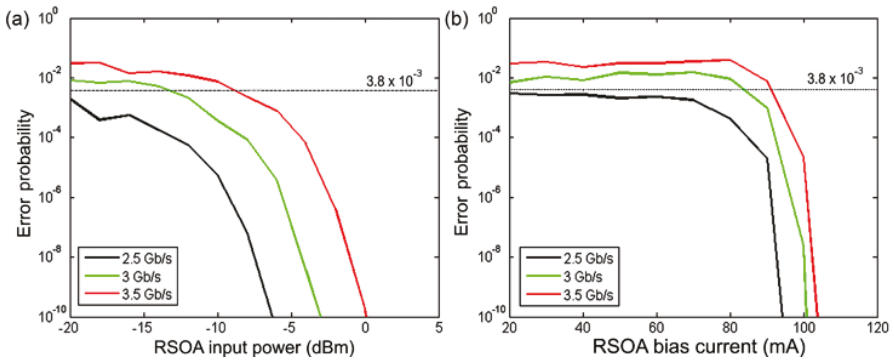 (a)
10^0
10^-2
10^-4
10^-6
10^-8
10^-10
Error probability
3.8 x 10^-3
2.5 Gb/s
3 Gb/s
3.5 Gb/s
-20 -15 -10 -5 0 5
RSOA input power (dBm)
(b)
10^0
10^-2
10^-4
10^-6
10^-8
10^-10
Error probability
3.8 x 10^-3
2.5 Gb/s
3 Gb/s
3.5 Gb/s
20 40 60 80 100 120
RSOA bias current (mA)